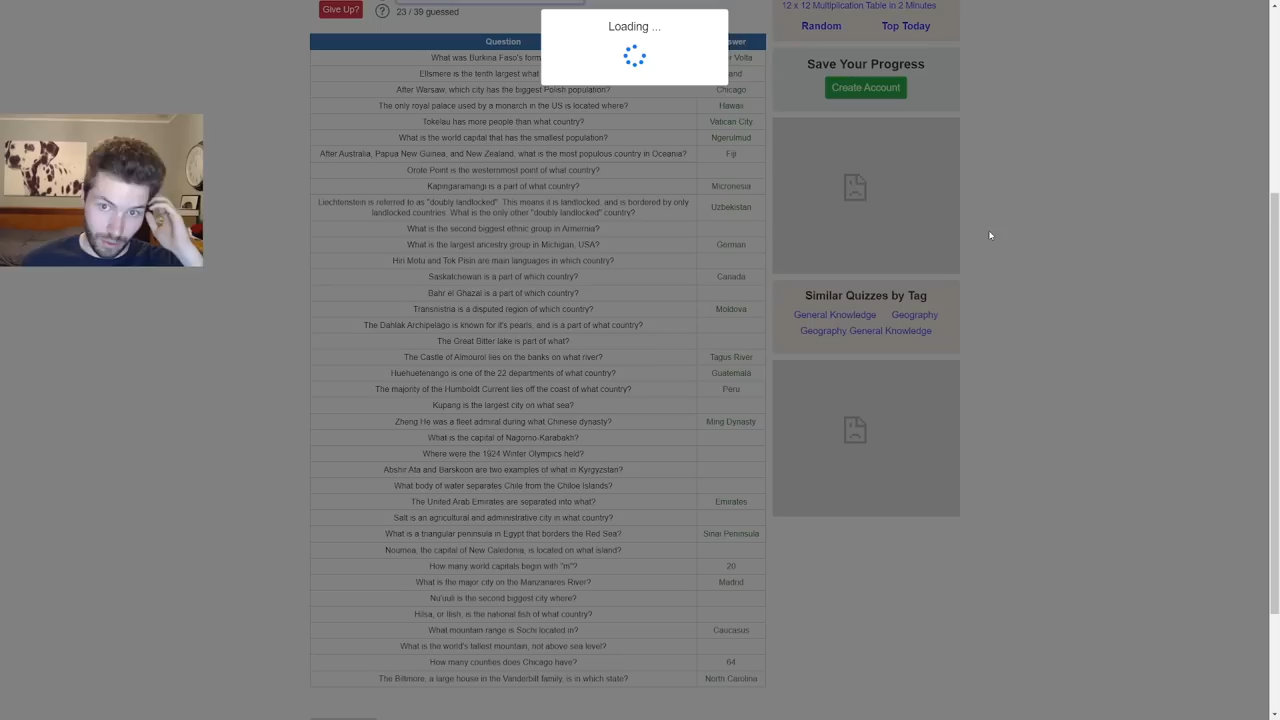 Give Up?
? 23 / 39 guessed
Loading ...
Question
swer
What was Burkina Faso's form
r Volta
Ellsmere is the tenth largest what
and
After Warsaw, which city has the biggest Polish population?
Chicago
The only royal palace used by a monarch in the US is located where?
Hawaii
Tokelau has more people than what country?
Vatican City
What is the world capital that has the smallest population?
Ngerulmud
After Australia, Papua New Guinea, and New Zealand, what is the most populous country in Oceania?
Fiji
Orote Point is the westernmost point of what country?
Kapingaramangi is a part of what country?
Micronesia
Liechtenstein is referred to as "doubly landlocked". This means it is landlocked, and is bordered by only
landlocked countries. What is the only other "doubly landlocked" country?
Uzbekistan
What is the second biggest ethnic group in Armenia?
What is the largest ancestry group in Michigan, USA?
German
Hiri Motu and Tok Pisin are main languages in which country?
Saskatchewan is a part of which country?
Canada
Bahr el Ghazal is a part of which country?
Transnistria is a disputed region of which country?
Moldova
The Dahlak Archipelago is known for it's pearls, and is a part of what country?
The Great Bitter lake is part of what?
The Castle of Almourol lies on the banks on what river?
Tagus River
Huehuetenango is one of the 22 departments of what country?
Guatemala
The majority of the Humboldt Current lies off the coast of what country?
Peru
Kupang is the largest city on what sea?
Zheng He was a fleet admiral during what Chinese dynasty?
Ming Dynasty
What is the capital of Nagorno-Karabakh?
Where were the 1924 Winter Olympics held?
Abshir Ata and Barskoon are two examples of what in Kyrgyzstan?
What body of water separates Chile from the Chiloe Islands?
The United Arab Emirates are separated into what?
Emirates
Salt is an agricultural and administrative city in what country?
What is a triangular peninsula in Egypt that borders the Red Sea?
Sinai Peninsula
Noumea, the capital of New Caledonia, is located on what island?
How many world capitals begin with "m"?
20
What is the major city on the Manzanares River?
Madrid
Nu'uuli is the second biggest city where?
Hilsa, or Ilish, is the national fish of what country?
What mountain range is Sochi located in?
Caucasus
What is the world's tallest mountain, not above sea level?
How many counties does Chicago have?
64
The Biltmore, a large house in the Vanderbilt family, is in which state?
North Carolina
12 x 12 Multiplication Table in 2 Minutes
Random
Top Today
Save Your Progress
Create Account
Similar Quizzes by Tag
General Knowledge
Geography
Geography General Knowledge